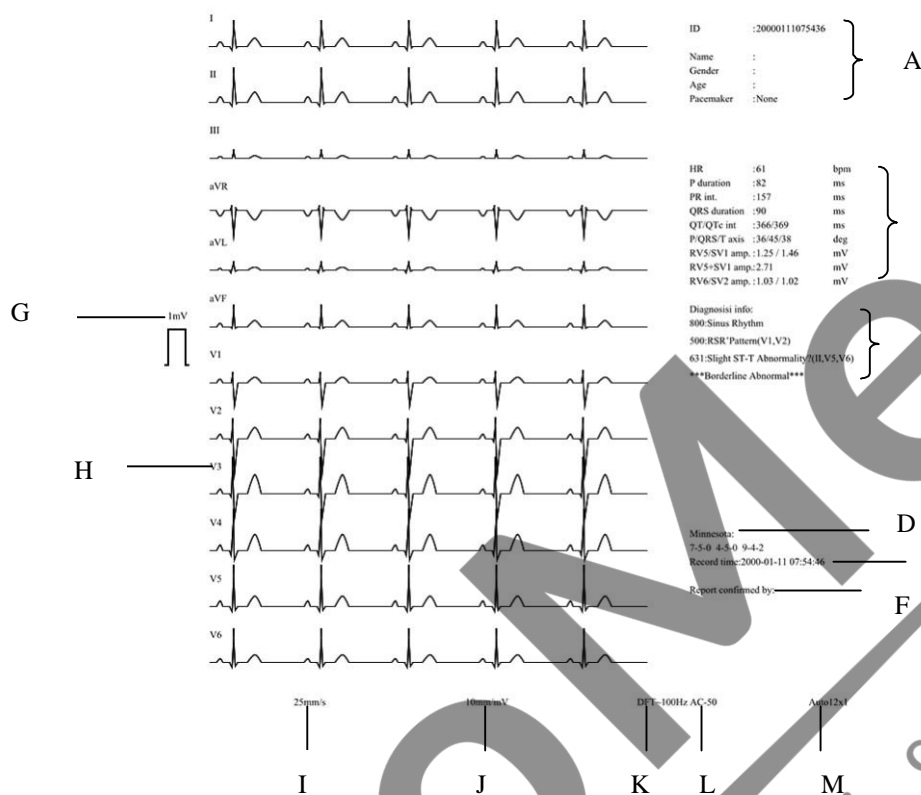 I
II
III
aVR
aVL
aVF
V1
V2
V3
V4
V5
V6
G
1mV
H
ID :20000111075436
Name :
Gender :
Age :
Pacemaker :None
A
HR :61 bpm
P duration :82 ms
PR int. :157 ms
QRS duration :90 ms
QT/QTc int :366/369 ms
P/QRS/T axis :36/45/38 deg
RV5/SV1 amp. :1.25 / 1.46 mV
RV5+SV1 amp.:2.71 mV
RV6/SV2 amp. :1.03 / 1.02 mV
Diagnosisi info:
800:Sinus Rhythm
500:RSR'Pattern(V1,V2)
631:Slight ST-T Abnormality?(II,V5,V6)
***Borderline Abnormal***
Minnesota:
D
7-5-0 4-5-0 9-4-2
Record time:2000-01-11 07:54:46
Report confirmed by:
F
25mm/s 10mm/mV DFT~100Hz AC-50 Auto12x1
I J K L M